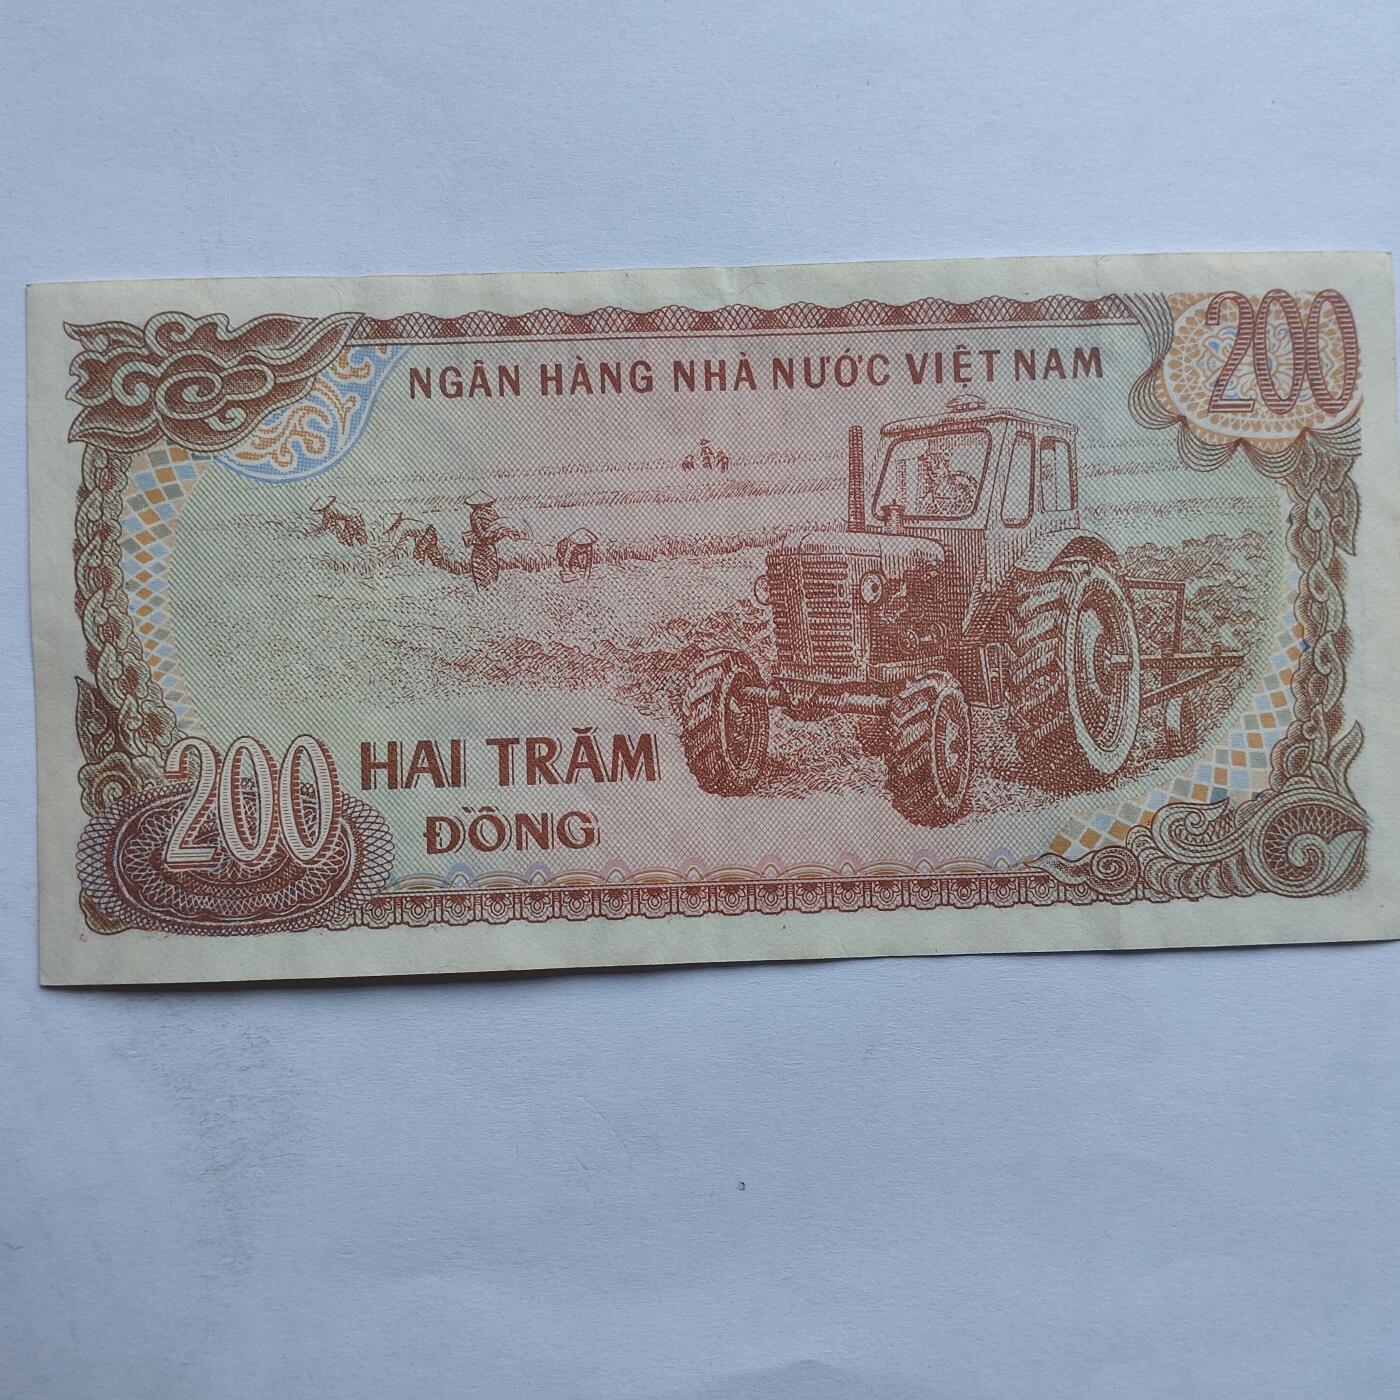 NGÂN HÀNG NHÀ NƯỚC VIỆT NAM
200
200
HAI TRĂM
ĐỒNG